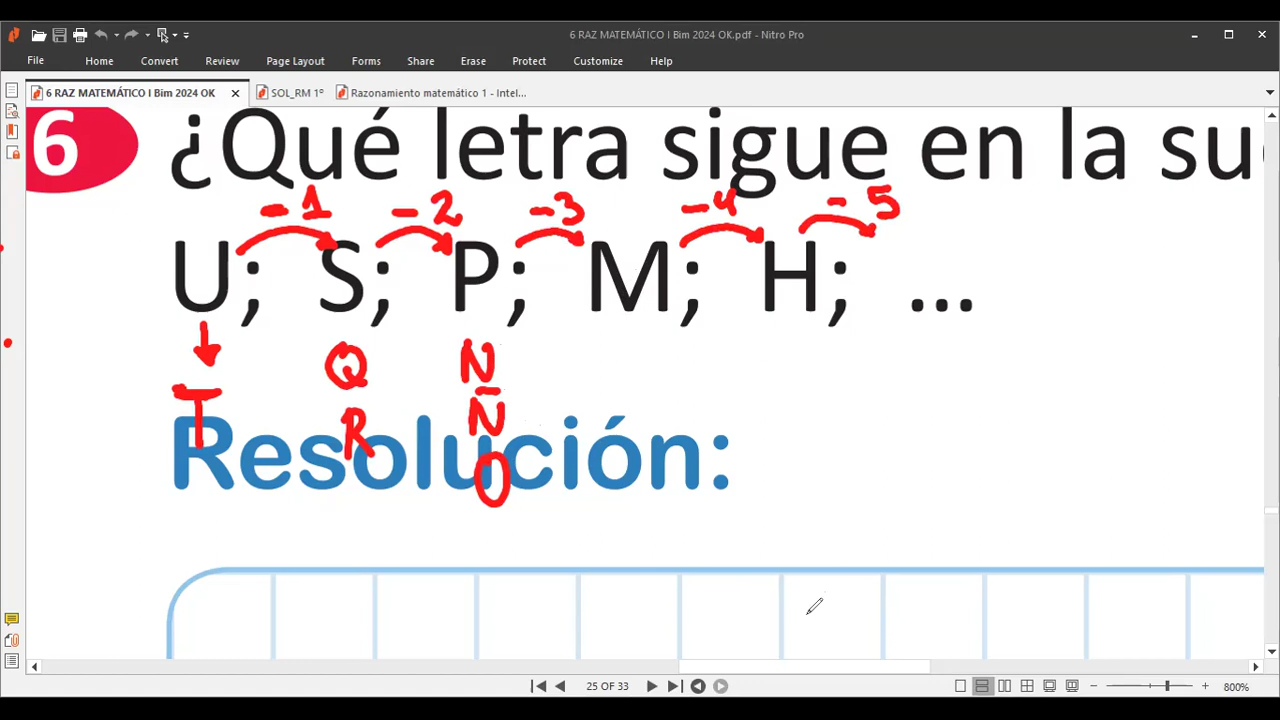 6 RAZ MATEMÁTICO I Bim 2024 OK.pdf - Nitro Pro
File Home Convert Review Page Layout Forms Share Erase Protect Customize Help
6 RAZ MATEMÁTICO I Bim 2024 OK SOL_RM 1° Razonamiento matemático 1 - Intel...
6 ¿Qué letra sigue en la su
-1 -2 -3 -4 -5
U; S; P; M; H; ...
T Q N
R Ñ
O
Resolución:
25 OF 33
800%